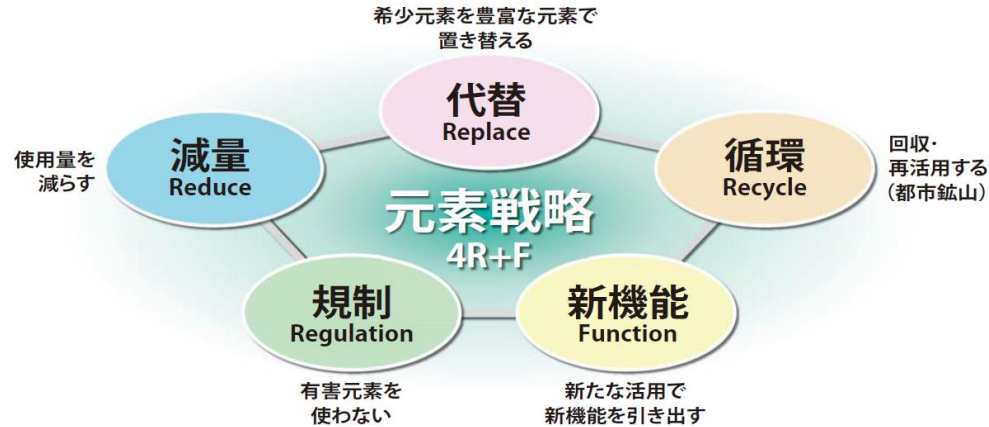 希少元素を豊富な元素で
置き替える
代替
Replace
減量
Reduce
使用量を
減らす
循環
Recycle
回収・
再活用する
（都市鉱山）
元素戦略
4R+F
規制
Regulation
有害元素を
使わない
新機能
Function
新たな活用で
新機能を引き出す